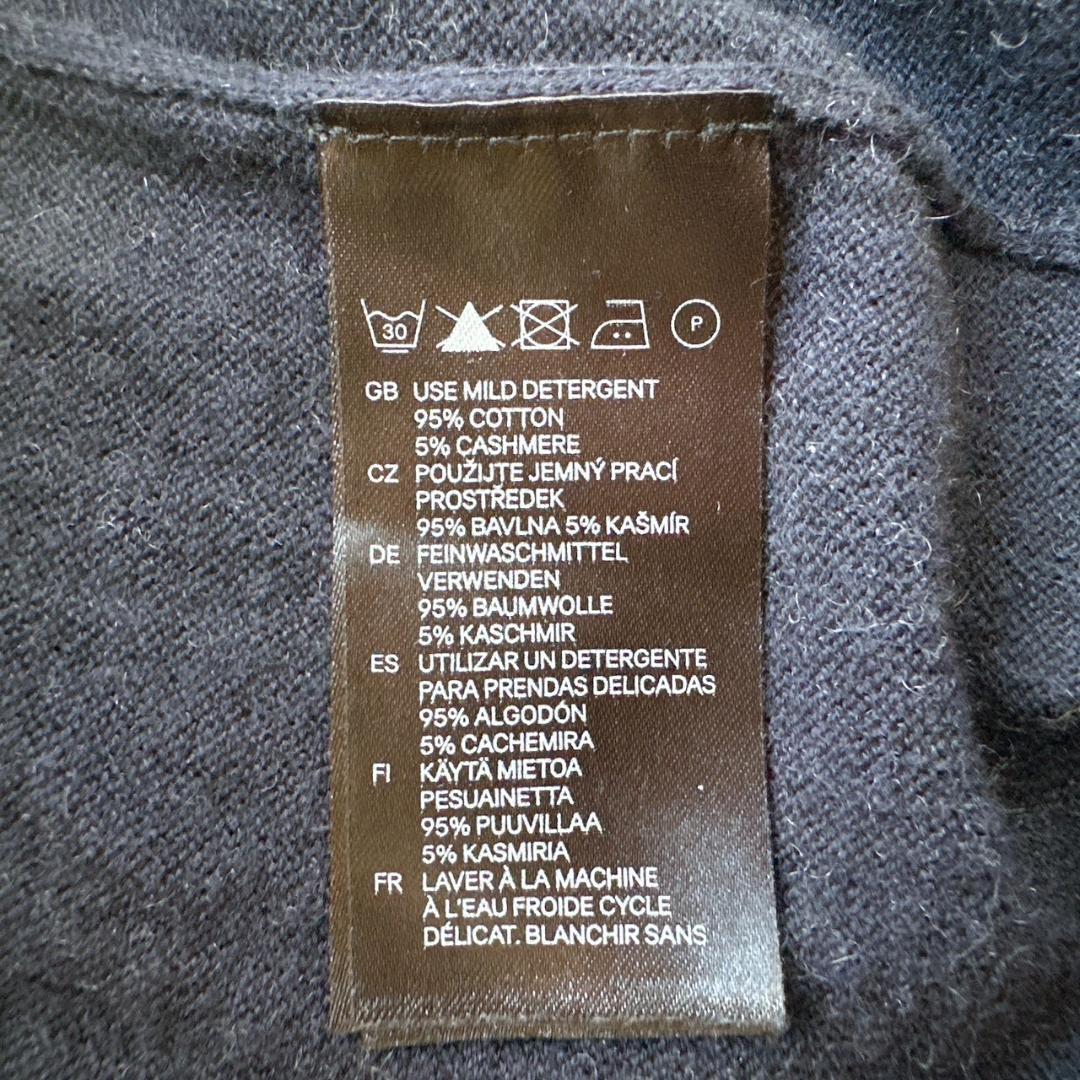 30 P
GB USE MILD DETERGENT
95% COTTON
5% CASHMERE
CZ POUŽIJTE JEMNÝ PRACÍ
PROSTŘEDEK
95% BAVLNA 5% KAŠMÍR
DE FEINWASCHMITTEL
VERWENDEN
95% BAUMWOLLE
5% KASCHMIR
ES UTILIZAR UN DETERGENTE
PARA PRENDAS DELICADAS
95% ALGODÓN
5% CACHEMIRA
FI KÄYTÄ MIETOA
PESUAINETTA
95% PUUVILLAA
5% KASMIRIA
FR LAVER À LA MACHINE
À L'EAU FROIDE CYCLE
DÉLICAT. BLANCHIR SANS